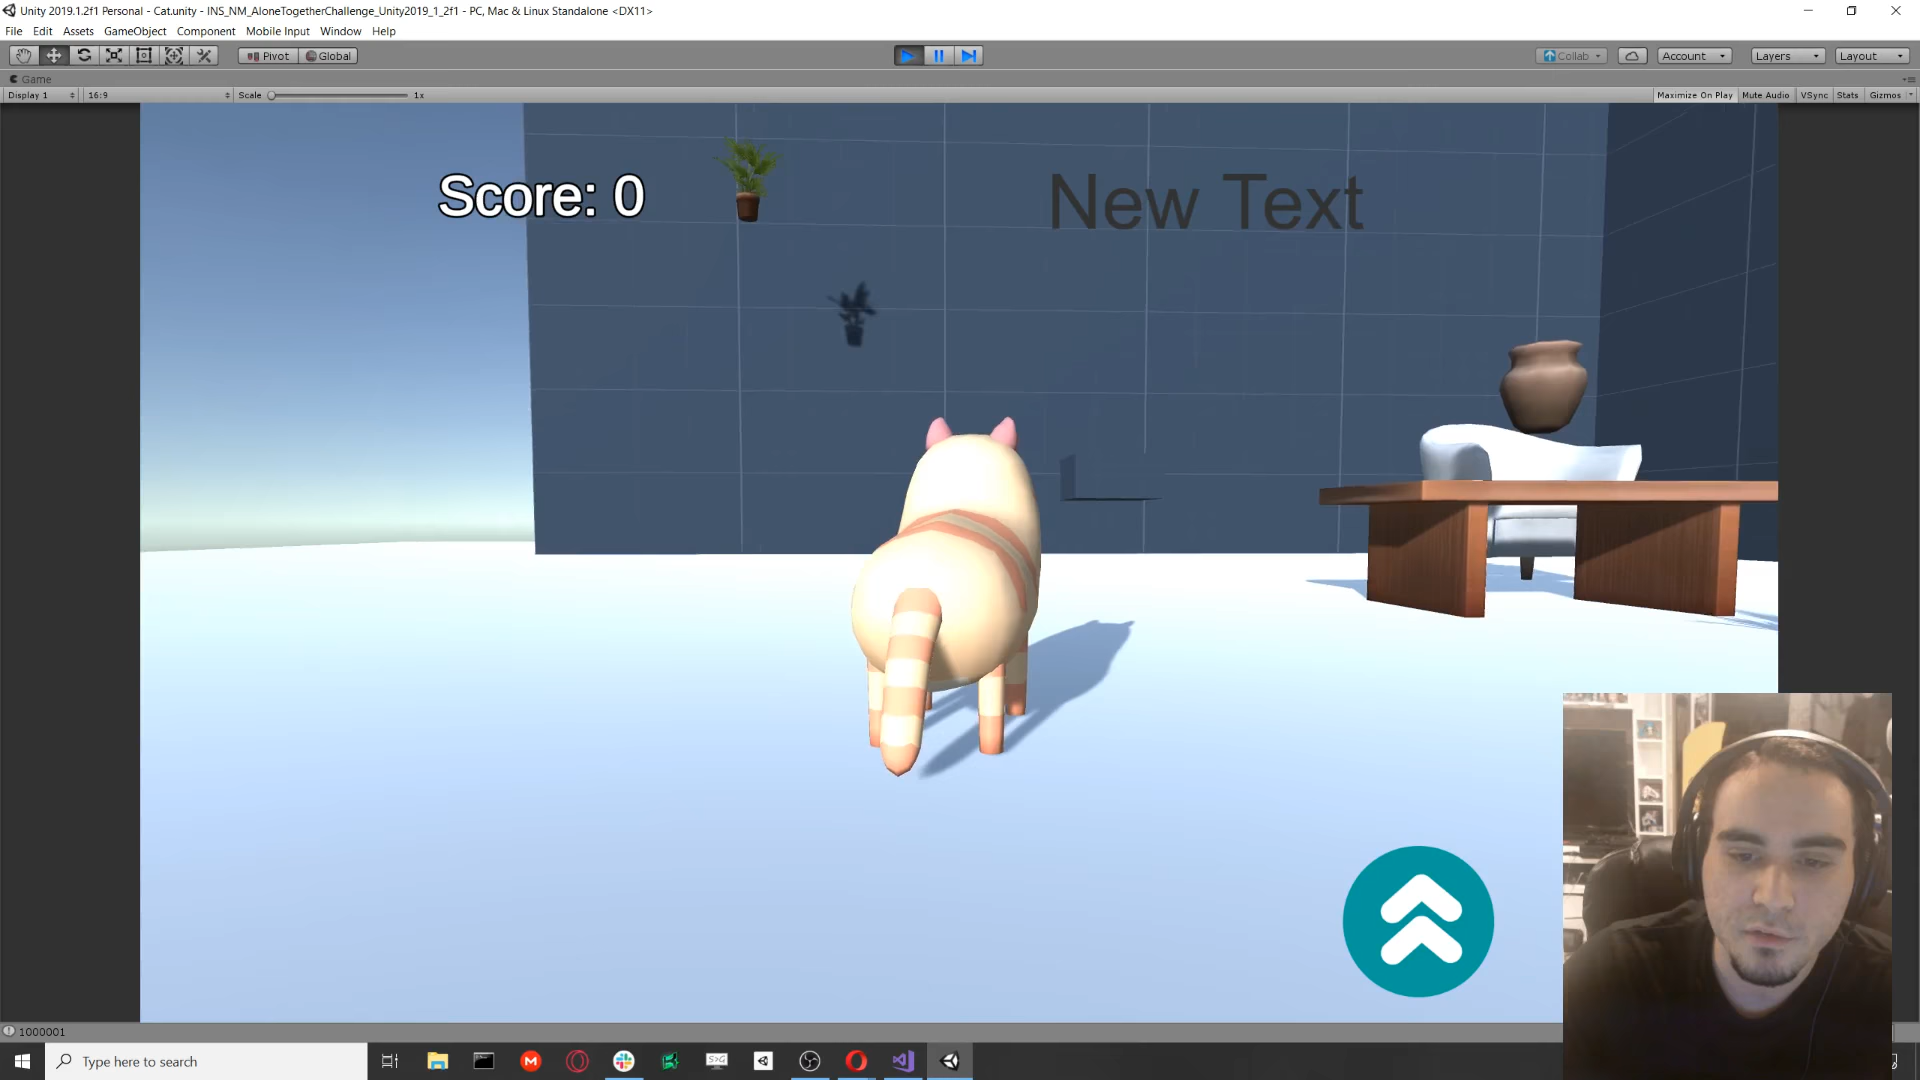 Unity 2019.1.2f1 Personal - Cat.unity - INS_NM_AloneTogetherChallenge_Unity2019_1_2f1 - PC, Mac & Linux Standalone <DX11>
File Edit Assets GameObject Component Mobile Input Window Help
Pivot Global Collab Account Layers Layout
Game
Display 1 16:9 Scale 1x Maximize On Play Mute Audio VSync Stats Gizmos
Score: 0
New Text
1000001
Type here to search